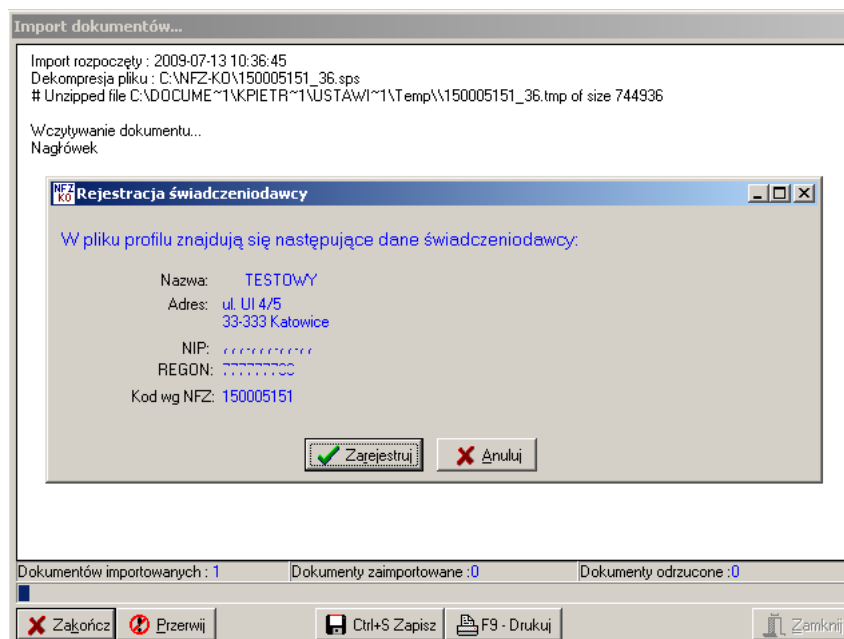 Import dokumentów...
Import rozpoczęty : 2009-07-13 10:36:45
Dekompresja pliku : C:\NFZ-KO\150005151_36.sps
# Unzipped file C:\DOCUME~1\KPIETR~1\USTAWI~1\Temp\\150005151_36.tmp of size 744936
Wczytywanie dokumentu...
Nagłówek
NFZ KO Rejestracja świadczeniodawcy
W pliku profilu znajdują się następujące dane świadczeniodawcy:
Nazwa: TESTOWY
Adres: ul. Ul 4/5
33-333 Katowice
NIP:
REGON:
Kod wg NFZ: 150005151
Zarejestruj Anuluj
Dokumentów importowanych : 1 Dokumenty zaimportowane :0 Dokumenty odrzucone :0
Zakończ Przerwij Ctrl+S Zapisz F9 - Drukuj Zamknij